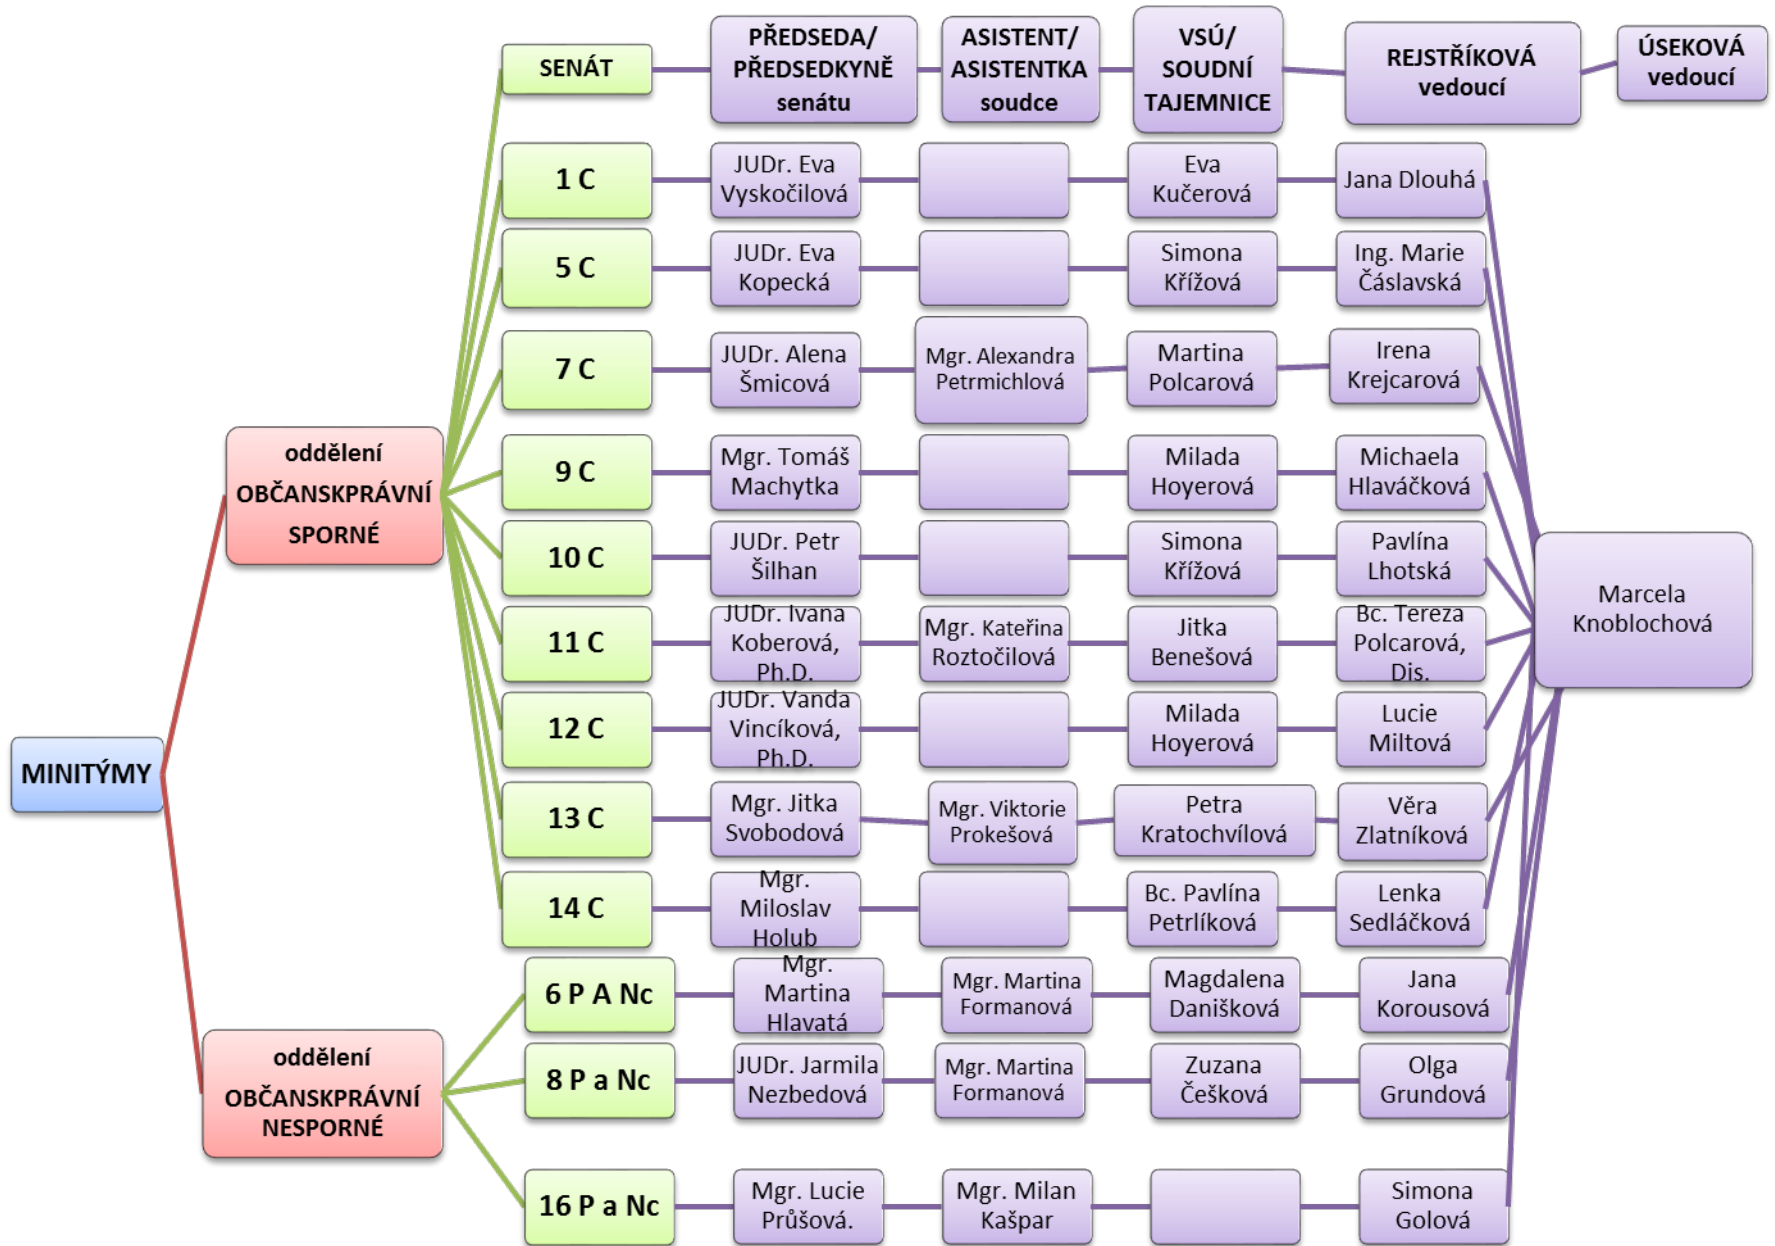 SENÁT
PŘEDSEDA/
PŘEDSEDKYNĚ
senátu
ASISTENT/
ASISTENTKA
soudce
VSÚ/
SOUDNÍ
TAJEMNICE
REJSTŘÍKOVÁ
vedoucí
ÚSEKOVÁ
vedoucí
1 C
JUDr. Eva
Vyskočilová
Eva
Kučerová
Jana Dlouhá
5 C
JUDr. Eva
Kopecká
Simona
Křížová
Ing. Marie
Čáslavská
7 C
JUDr. Alena
Šmicová
Mgr. Alexandra
Petrmichlová
Martina
Polcarová
Irena
Krejcarová
oddělení
OBČANSKPRÁVNÍ
SPORNÉ
9 C
Mgr. Tomáš
Machytka
Milada
Hoyerová
Michaela
Hlaváčková
10 C
JUDr. Petr
Šilhan
Simona
Křížová
Pavlína
Lhotská
Marcela
Knoblochová
11 C
JUDr. Ivana
Koberová,
Ph.D.
Mgr. Kateřina
Roztočilová
Jitka
Benešová
Bc. Tereza
Polcarová,
Dis.
12 C
JUDr. Vanda
Vincíková,
Ph.D.
Milada
Hoyerová
Lucie
Miltová
MINITÝMY
13 C
Mgr. Jitka
Svobodová
Mgr. Viktorie
Prokešová
Petra
Kratochvílová
Věra
Zlatníková
14 C
Mgr.
Miloslav
Holub
Bc. Pavlína
Petrlíková
Lenka
Sedláčková
6 P A Nc
Mgr.
Martina
Hlavatá
Mgr. Martina
Formanová
Magdalena
Danišková
Jana
Korousová
oddělení
OBČANSKPRÁVNÍ
NESPORNÉ
8 P a Nc
JUDr. Jarmila
Nezbedová
Mgr. Martina
Formanová
Zuzana
Češková
Olga
Grundová
16 P a Nc
Mgr. Lucie
Průšová.
Mgr. Milan
Kašpar
Simona
Golová